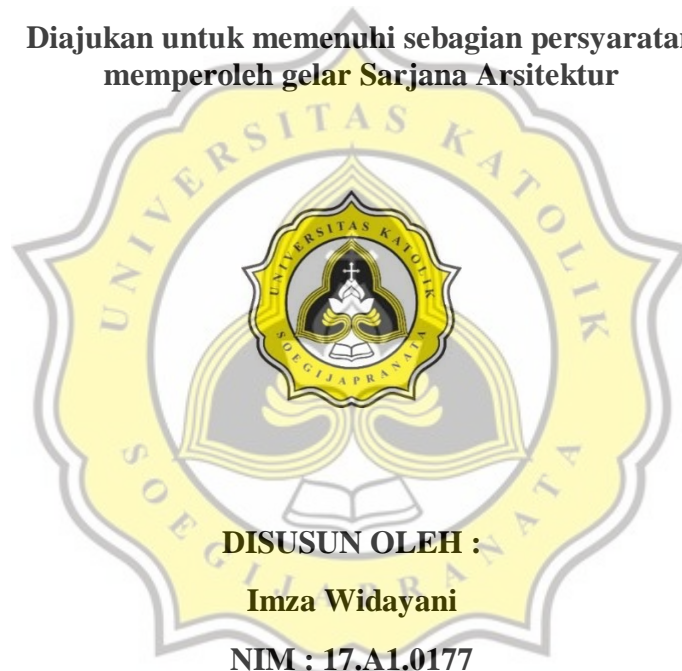 Diajukan untuk memenuhi sebagian persyaratan
memperoleh gelar Sarjana Arsitektur
UNIVERSITAS KATOLIK
SOEGIJAPRANATA
UNIVERSITAS KATOLIK
SOEGIJAPRANATA
DISUSUN OLEH :
Imza Widayani
NIM : 17.A1.0177